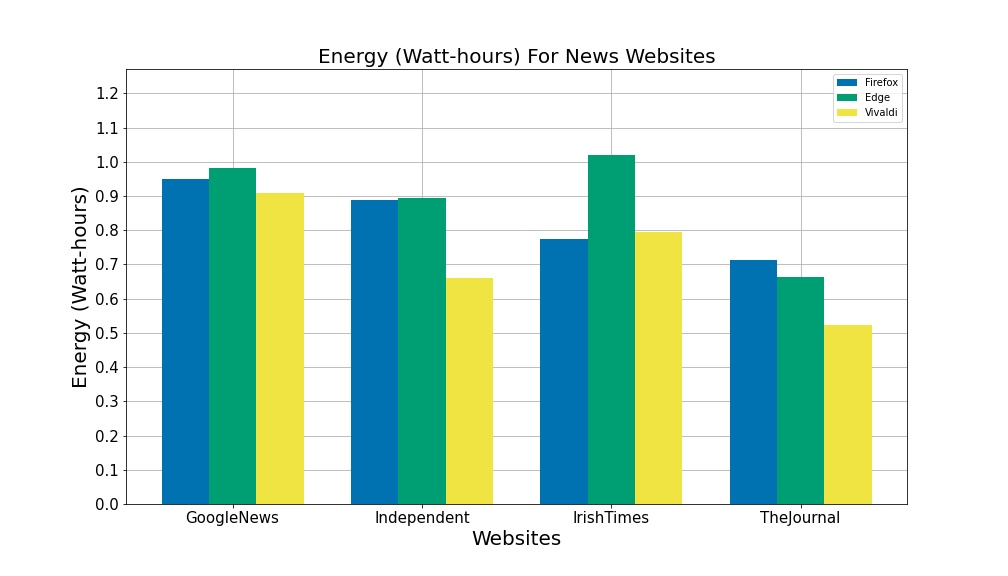 Energy (Watt-hours) For News Websites
Firefox
Edge
Vivaldi
Energy (Watt-hours)
1.2
1.1
1.0
0.9
0.8
0.7
0.6
0.5
0.4
0.3
0.2
0.1
0.0
GoogleNews Independent IrishTimes TheJournal
Websites